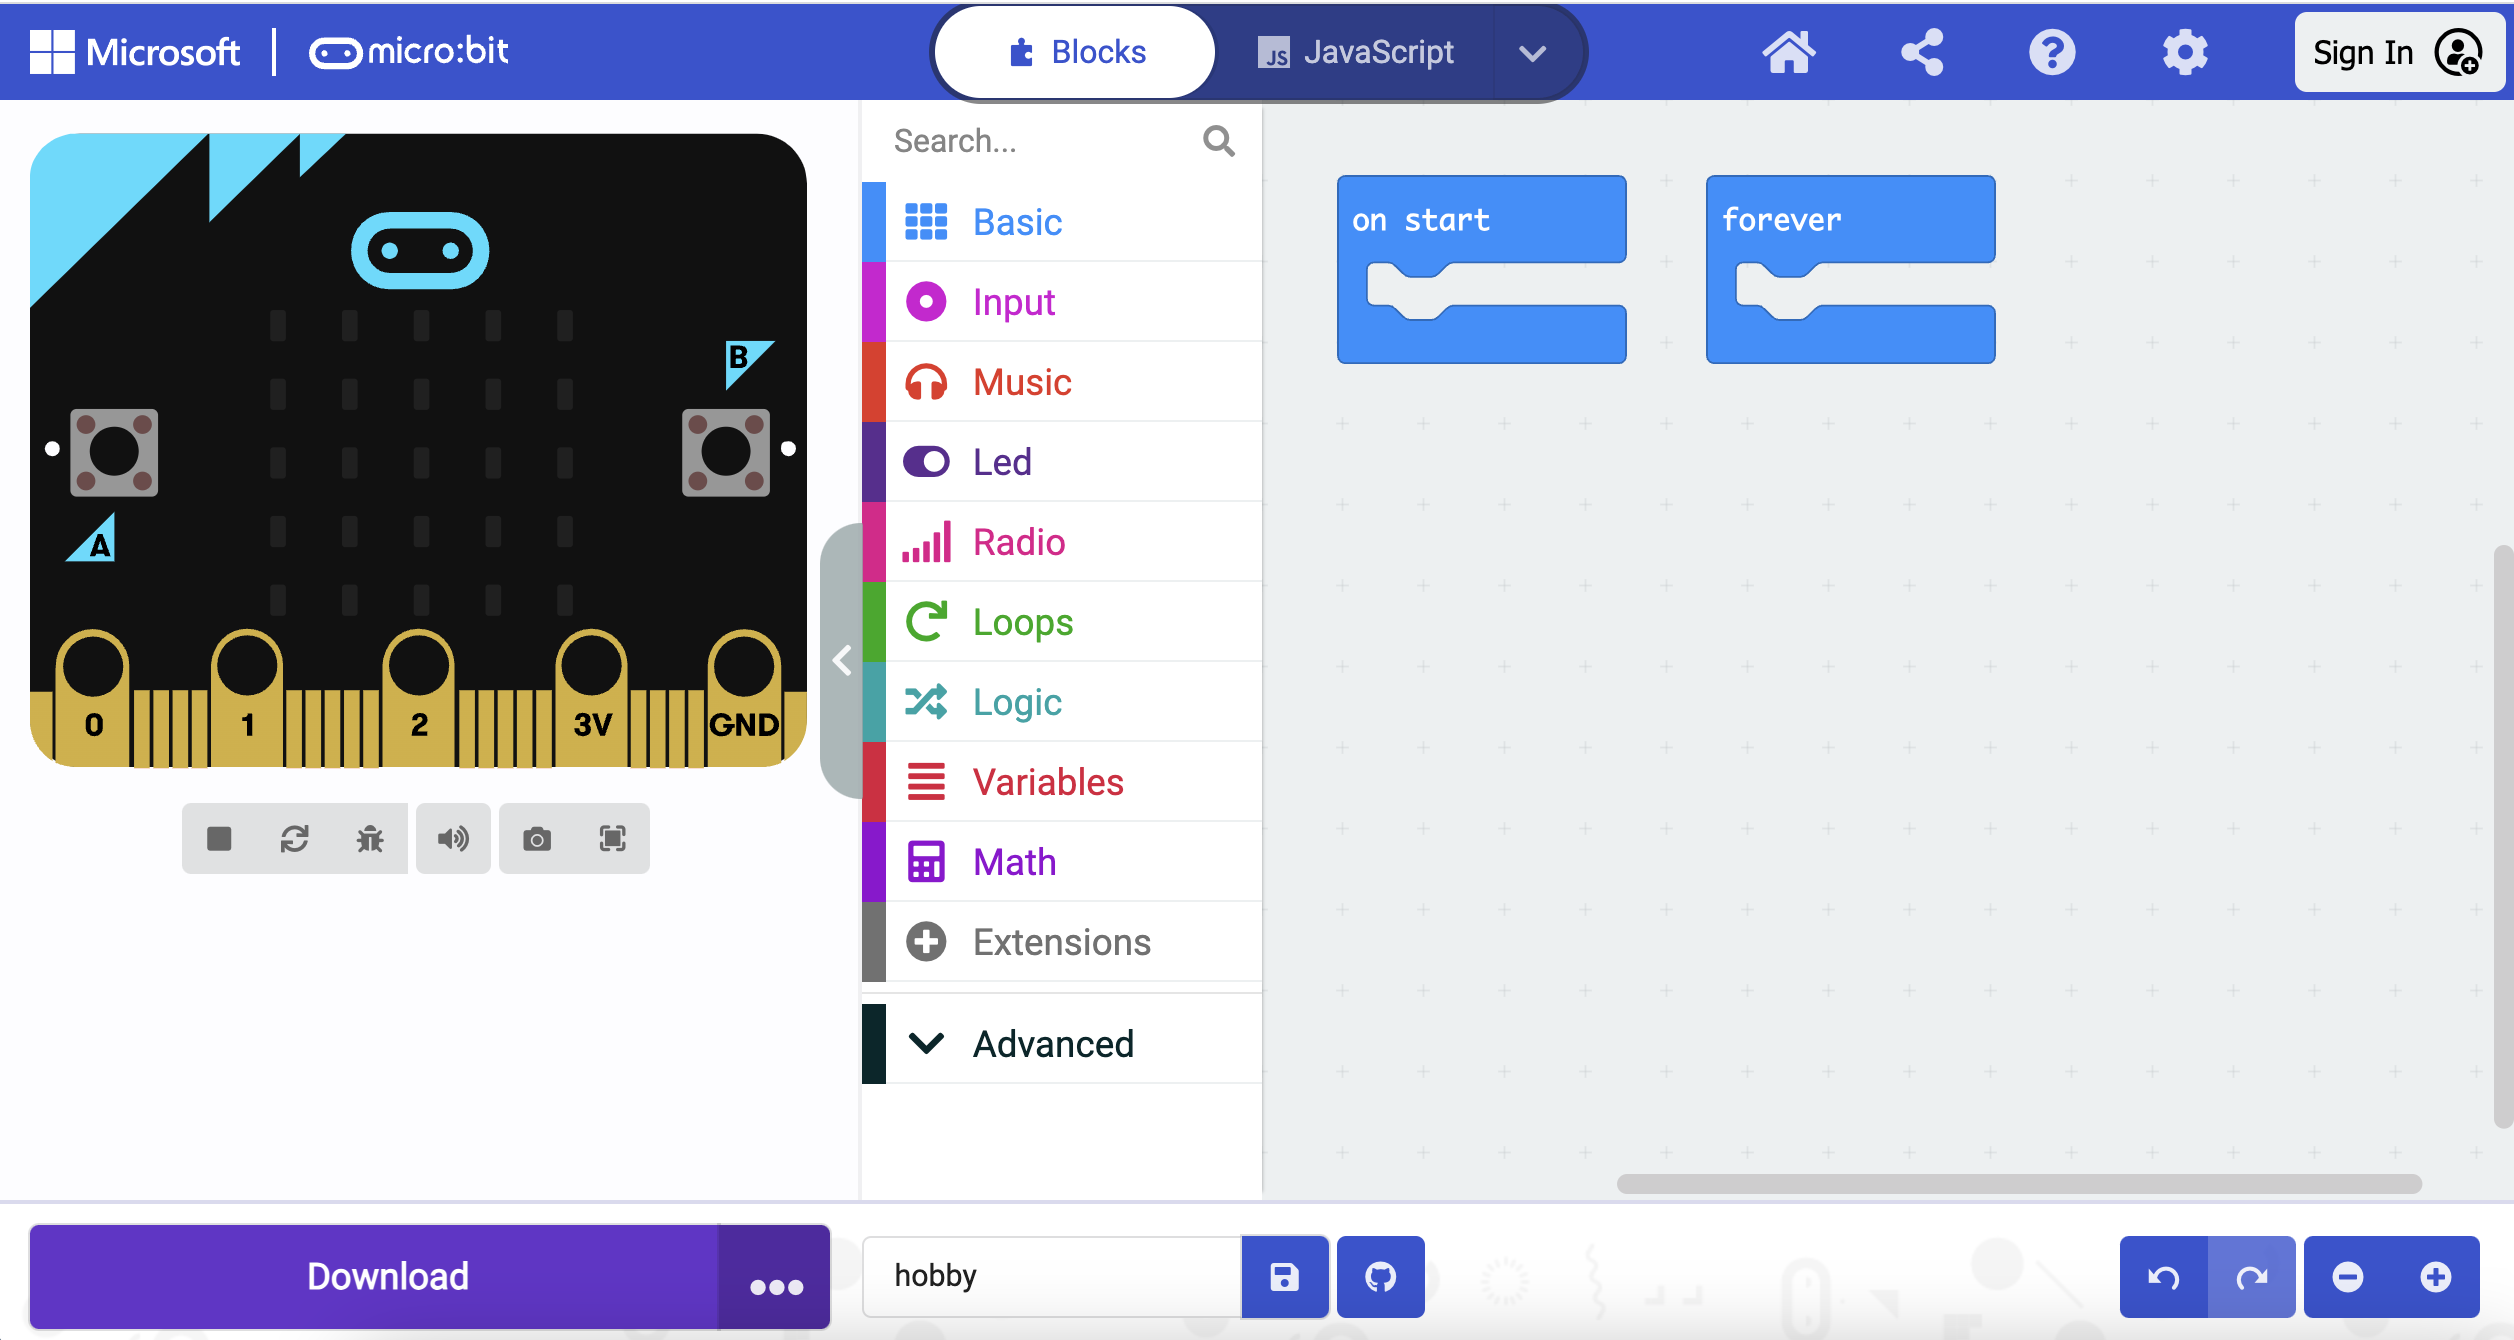 Microsoft
micro:bit
Blocks
JS JavaScript
Sign In
Search...
Basic
Input
Music
Led
Radio
Loops
Logic
Variables
Math
Extensions
Advanced
on start
forever
B
A
0 1 2 3V GND
Download
hobby